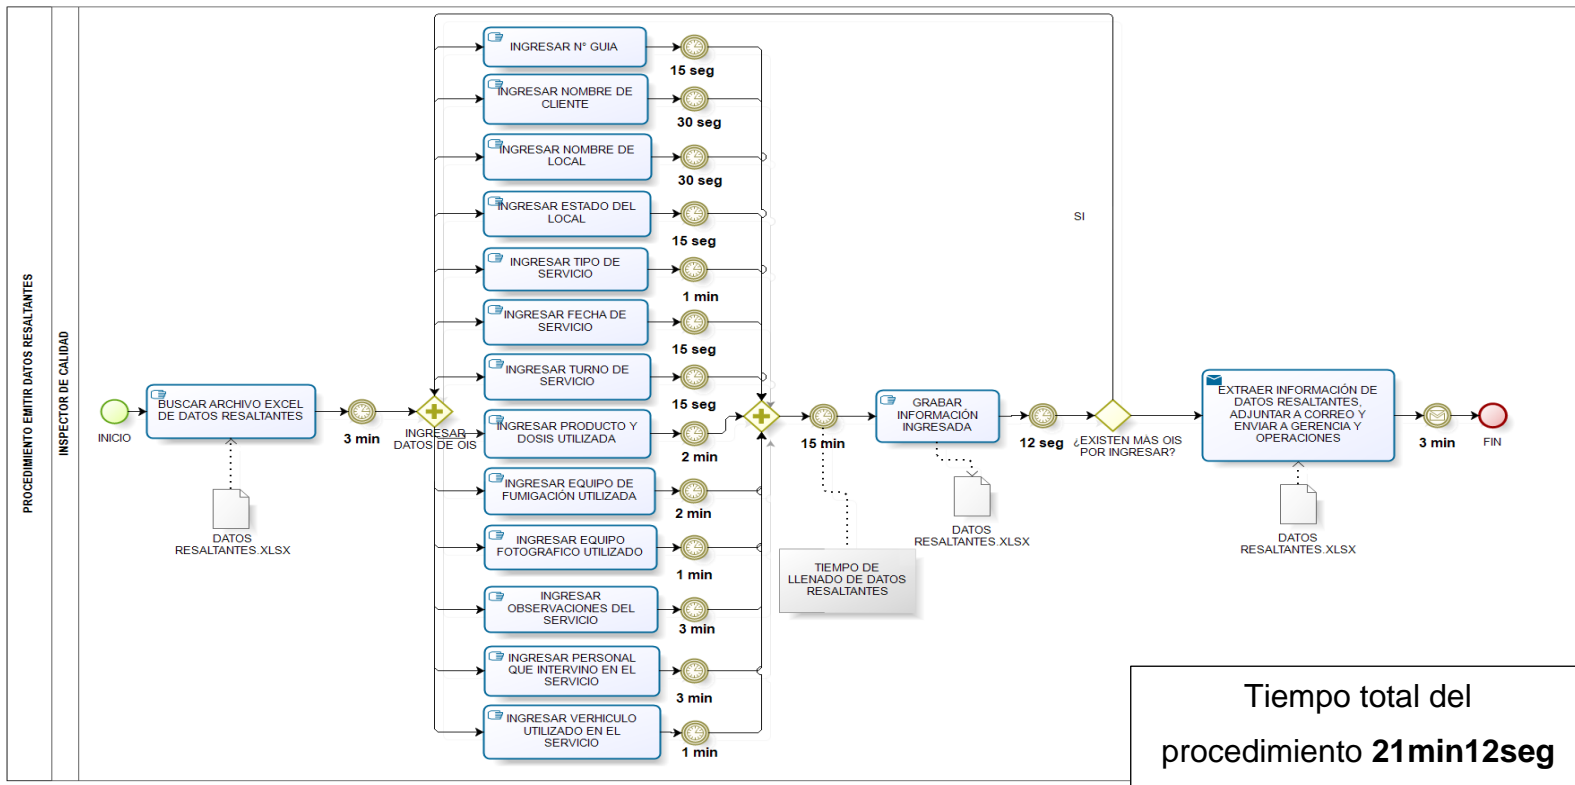 PROCEDIMIENTO EMITIR DATOS RESALTANTES
INSPECTOR DE CALIDAD
INICIO
BUSCAR ARCHIVO EXCEL
DE DATOS RESALTANTES
3 min
DATOS
RESALTANTES.XLSX
INGRESAR
DATOS DE OIS
INGRESAR N° GUIA
15 seg
INGRESAR NOMBRE DE
CLIENTE
30 seg
INGRESAR NOMBRE DE
LOCAL
30 seg
INGRESAR ESTADO DEL
LOCAL
15 seg
INGRESAR TIPO DE
SERVICIO
1 min
INGRESAR FECHA DE
SERVICIO
15 seg
INGRESAR TURNO DE
SERVICIO
15 seg
INGRESAR PRODUCTO Y
DOSIS UTILIZADA
2 min
INGRESAR EQUIPO DE
FUMIGACIÓN UTILIZADA
2 min
INGRESAR EQUIPO
FOTOGRAFICO UTILIZADO
1 min
INGRESAR
OBSERVACIONES DEL
SERVICIO
3 min
INGRESAR PERSONAL
QUE INTERVINO EN EL
SERVICIO
3 min
INGRESAR VERHICULO
UTILIZADO EN EL
SERVICIO
1 min
15 min
TIEMPO DE
LLENADO DE DATOS
RESALTANTES
GRABAR
INFORMACIÓN
INGRESADA
DATOS
RESALTANTES.XLSX
12 seg
¿EXISTEN MAS OIS
POR INGRESAR?
SI
EXTRAER INFORMACIÓN DE
DATOS RESALTANTES,
ADJUNTAR A CORREO Y
ENVIAR A GERENCIA Y
OPERACIONES
DATOS
RESALTANTES.XLSX
3 min
FIN
Tiempo total del
procedimiento 21min12seg